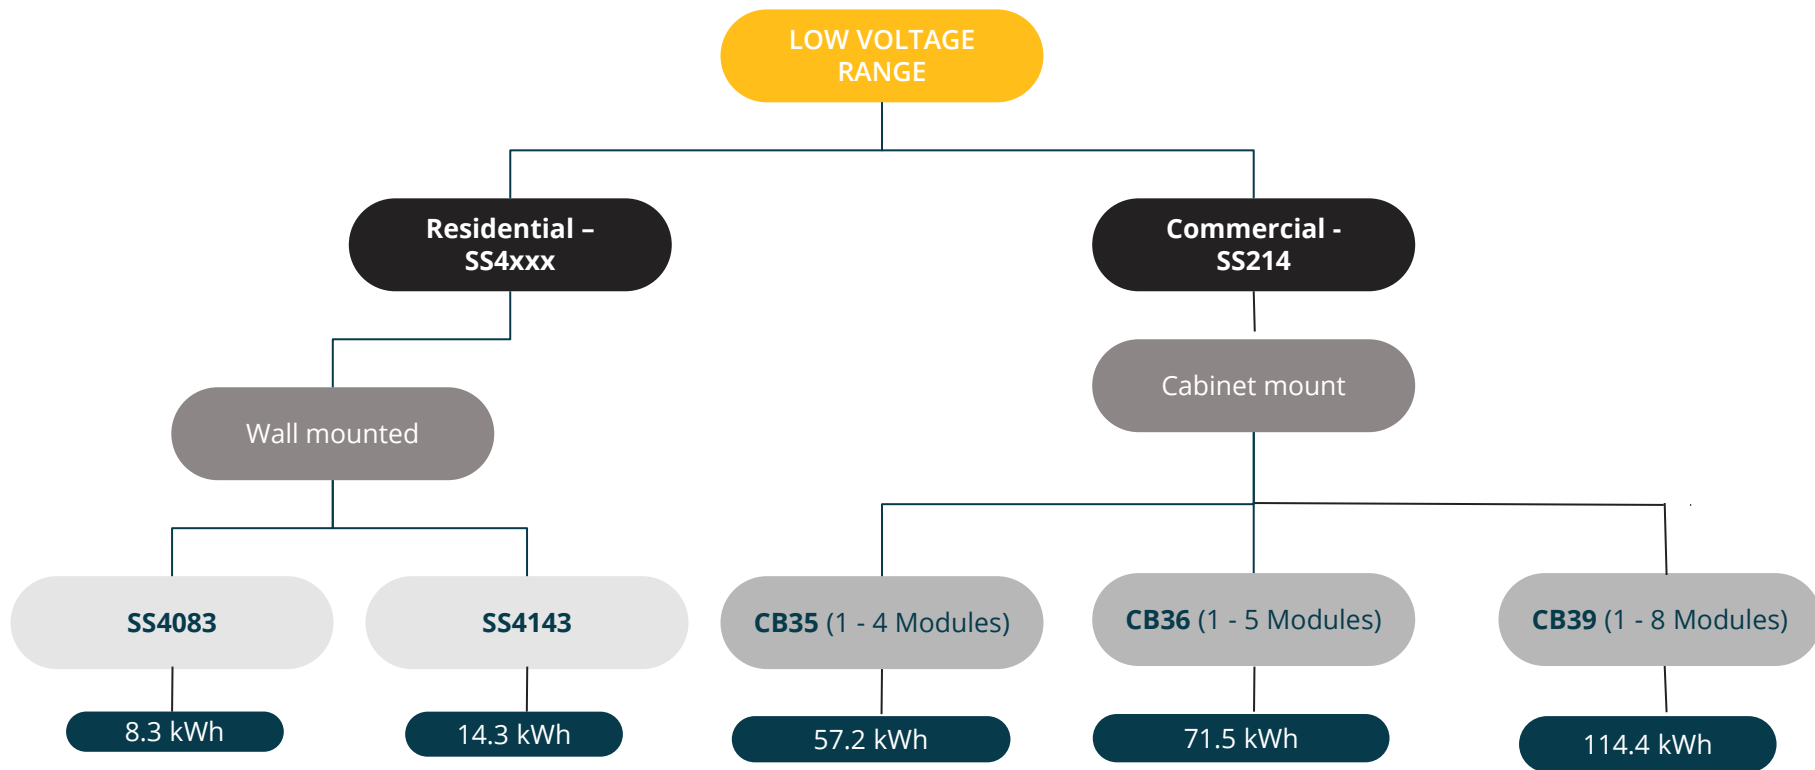 LOW VOLTAGE
RANGE
Residential –
SS4xxx
Commercial -
SS214
Wall mounted
Cabinet mount
SS4083
SS4143
CB35 (1 - 4 Modules)
CB36 (1 - 5 Modules)
CB39 (1 - 8 Modules)
8.3 kWh
14.3 kWh
57.2 kWh
71.5 kWh
114.4 kWh